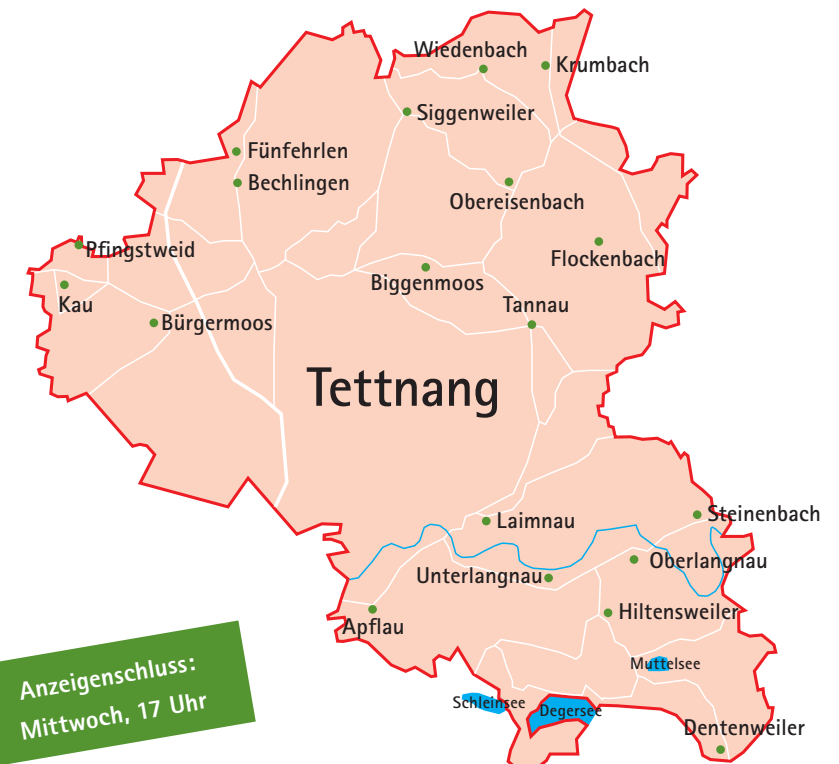 Wiedenbach
Krumbach
Siggenweiler
Fünfehrlen
Bechlingen
Obereisenbach
Pfingstweid
Flockenbach
Biggenmoos
Kau
Tannau
Bürgermoos
Tettnang
Steinenbach
Laimnau
Oberlangnau
Unterlangnau
Hiltensweiler
Apflau
Muttelsee
Anzeigenschluss:
Mittwoch, 17 Uhr
Schleinsee
Degersee
Dentenweiler